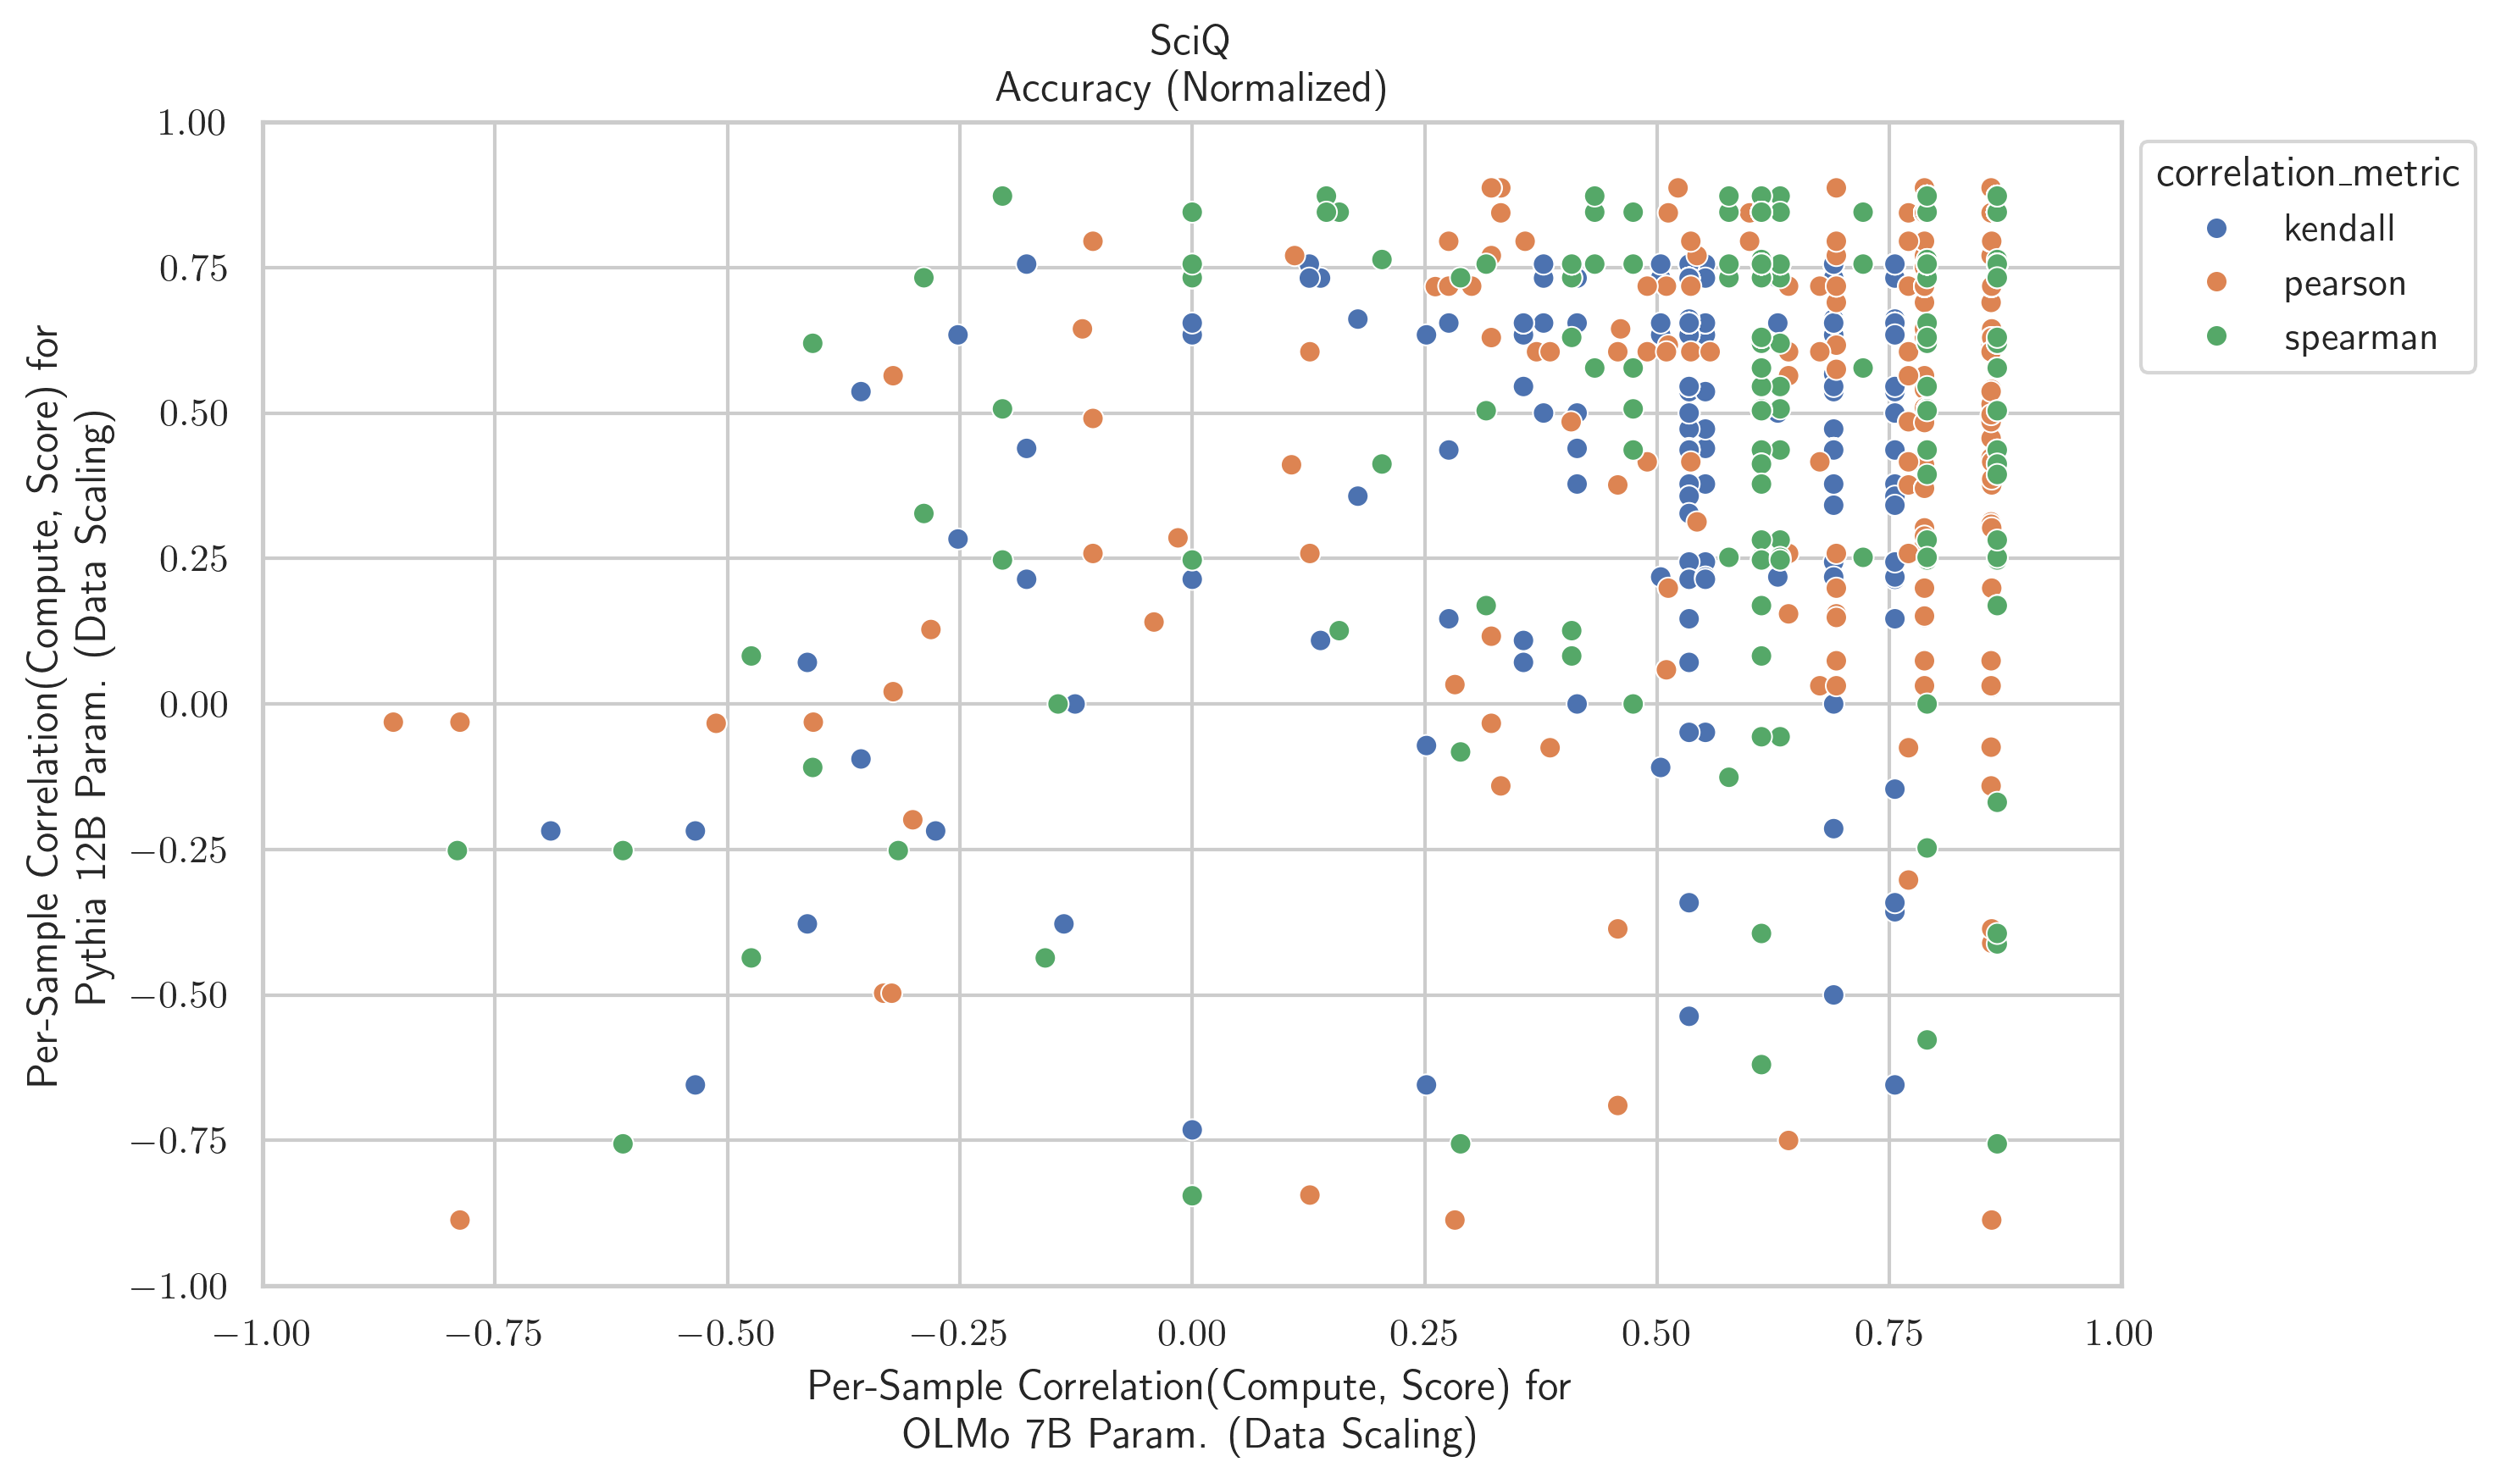 SciQ
Accuracy (Normalized)
Per-Sample Correlation(Compute, Score) for
Pythia 12B Param. (Data Scaling)
1.00
0.75
0.50
0.25
0.00
−0.25
−0.50
−0.75
−1.00
−1.00 −0.75 −0.50 −0.25 0.00 0.25 0.50 0.75 1.00
Per-Sample Correlation(Compute, Score) for
OLMo 7B Param. (Data Scaling)
correlation_metric
kendall
pearson
spearman